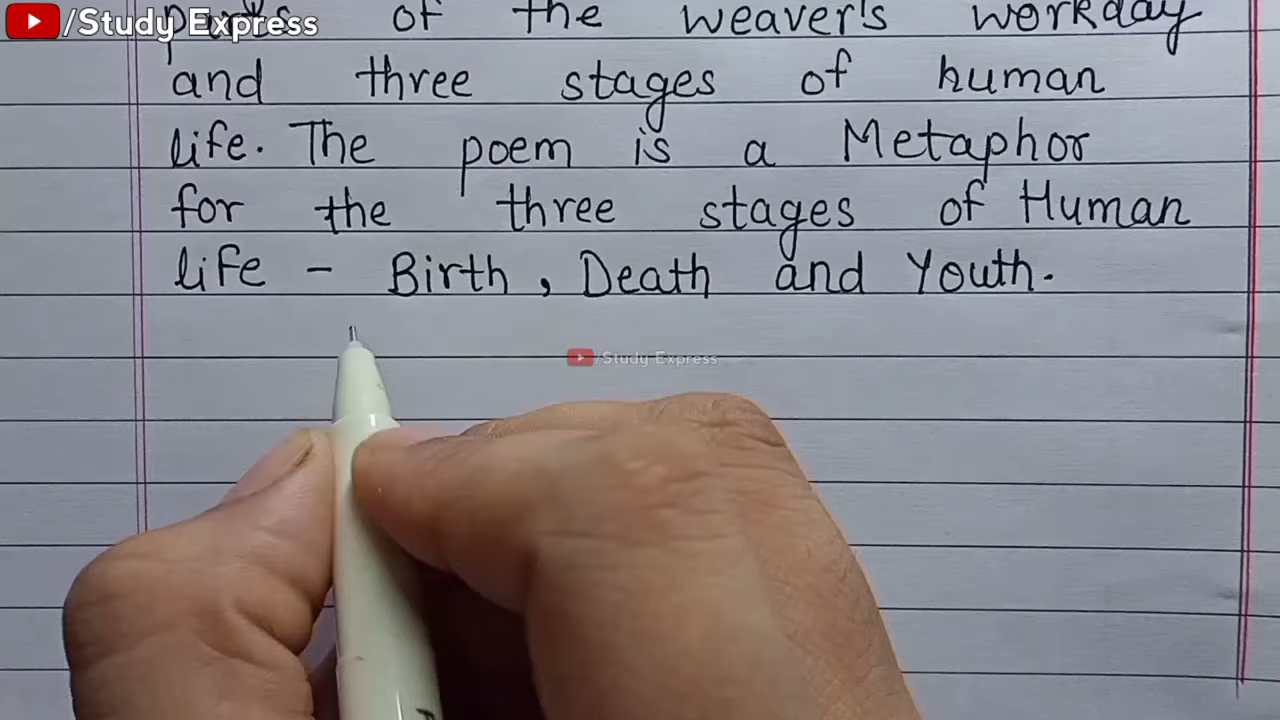 /Study Express
parts of the weaver's workday
and three stages of human
life. The poem is a Metaphor
for the three stages of Human
life - Birth, Death and Youth.
/Study Express